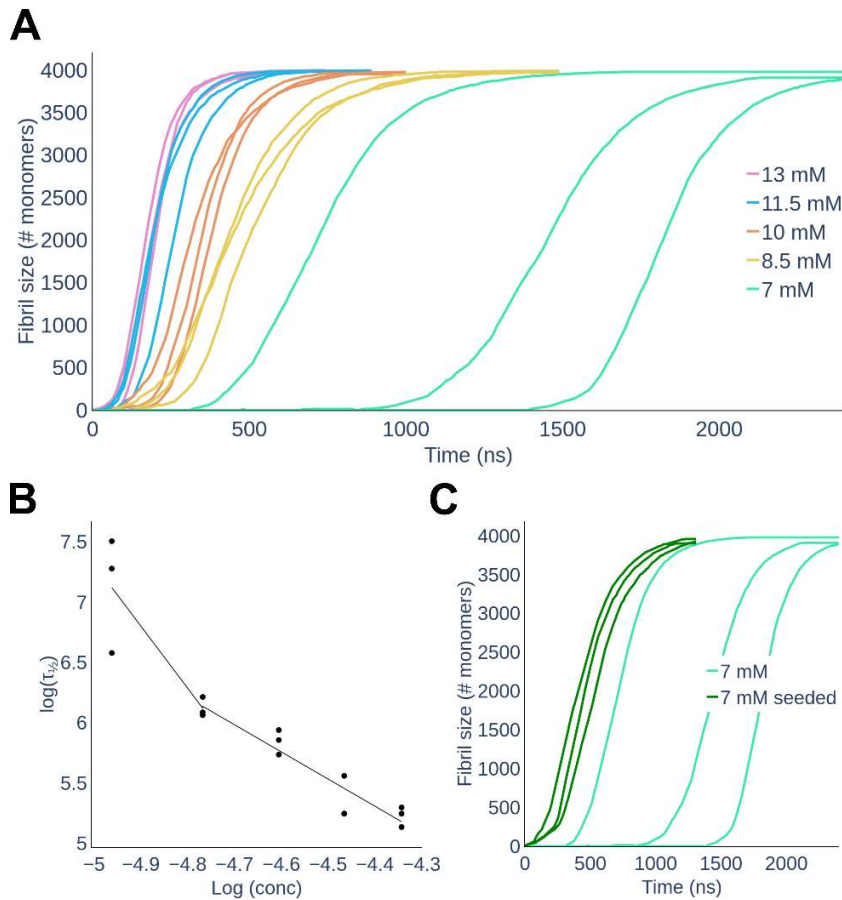 A
4000
3500
3000
2500
2000
1500
1000
500
0
Fibril size (# monomers)
13 mM
11.5 mM
10 mM
8.5 mM
7 mM
0 500 1000 1500 2000
Time (ns)
B
7.5
7
6.5
6
5.5
5
log(τ½)
−5 −4.9 −4.8 −4.7 −4.6 −4.5 −4.4 −4.3
Log (conc)
C
4000
3500
3000
2500
2000
1500
1000
500
0
Fibril size (# monomers)
7 mM
7 mM seeded
0 500 1000 1500 2000
Time (ns)